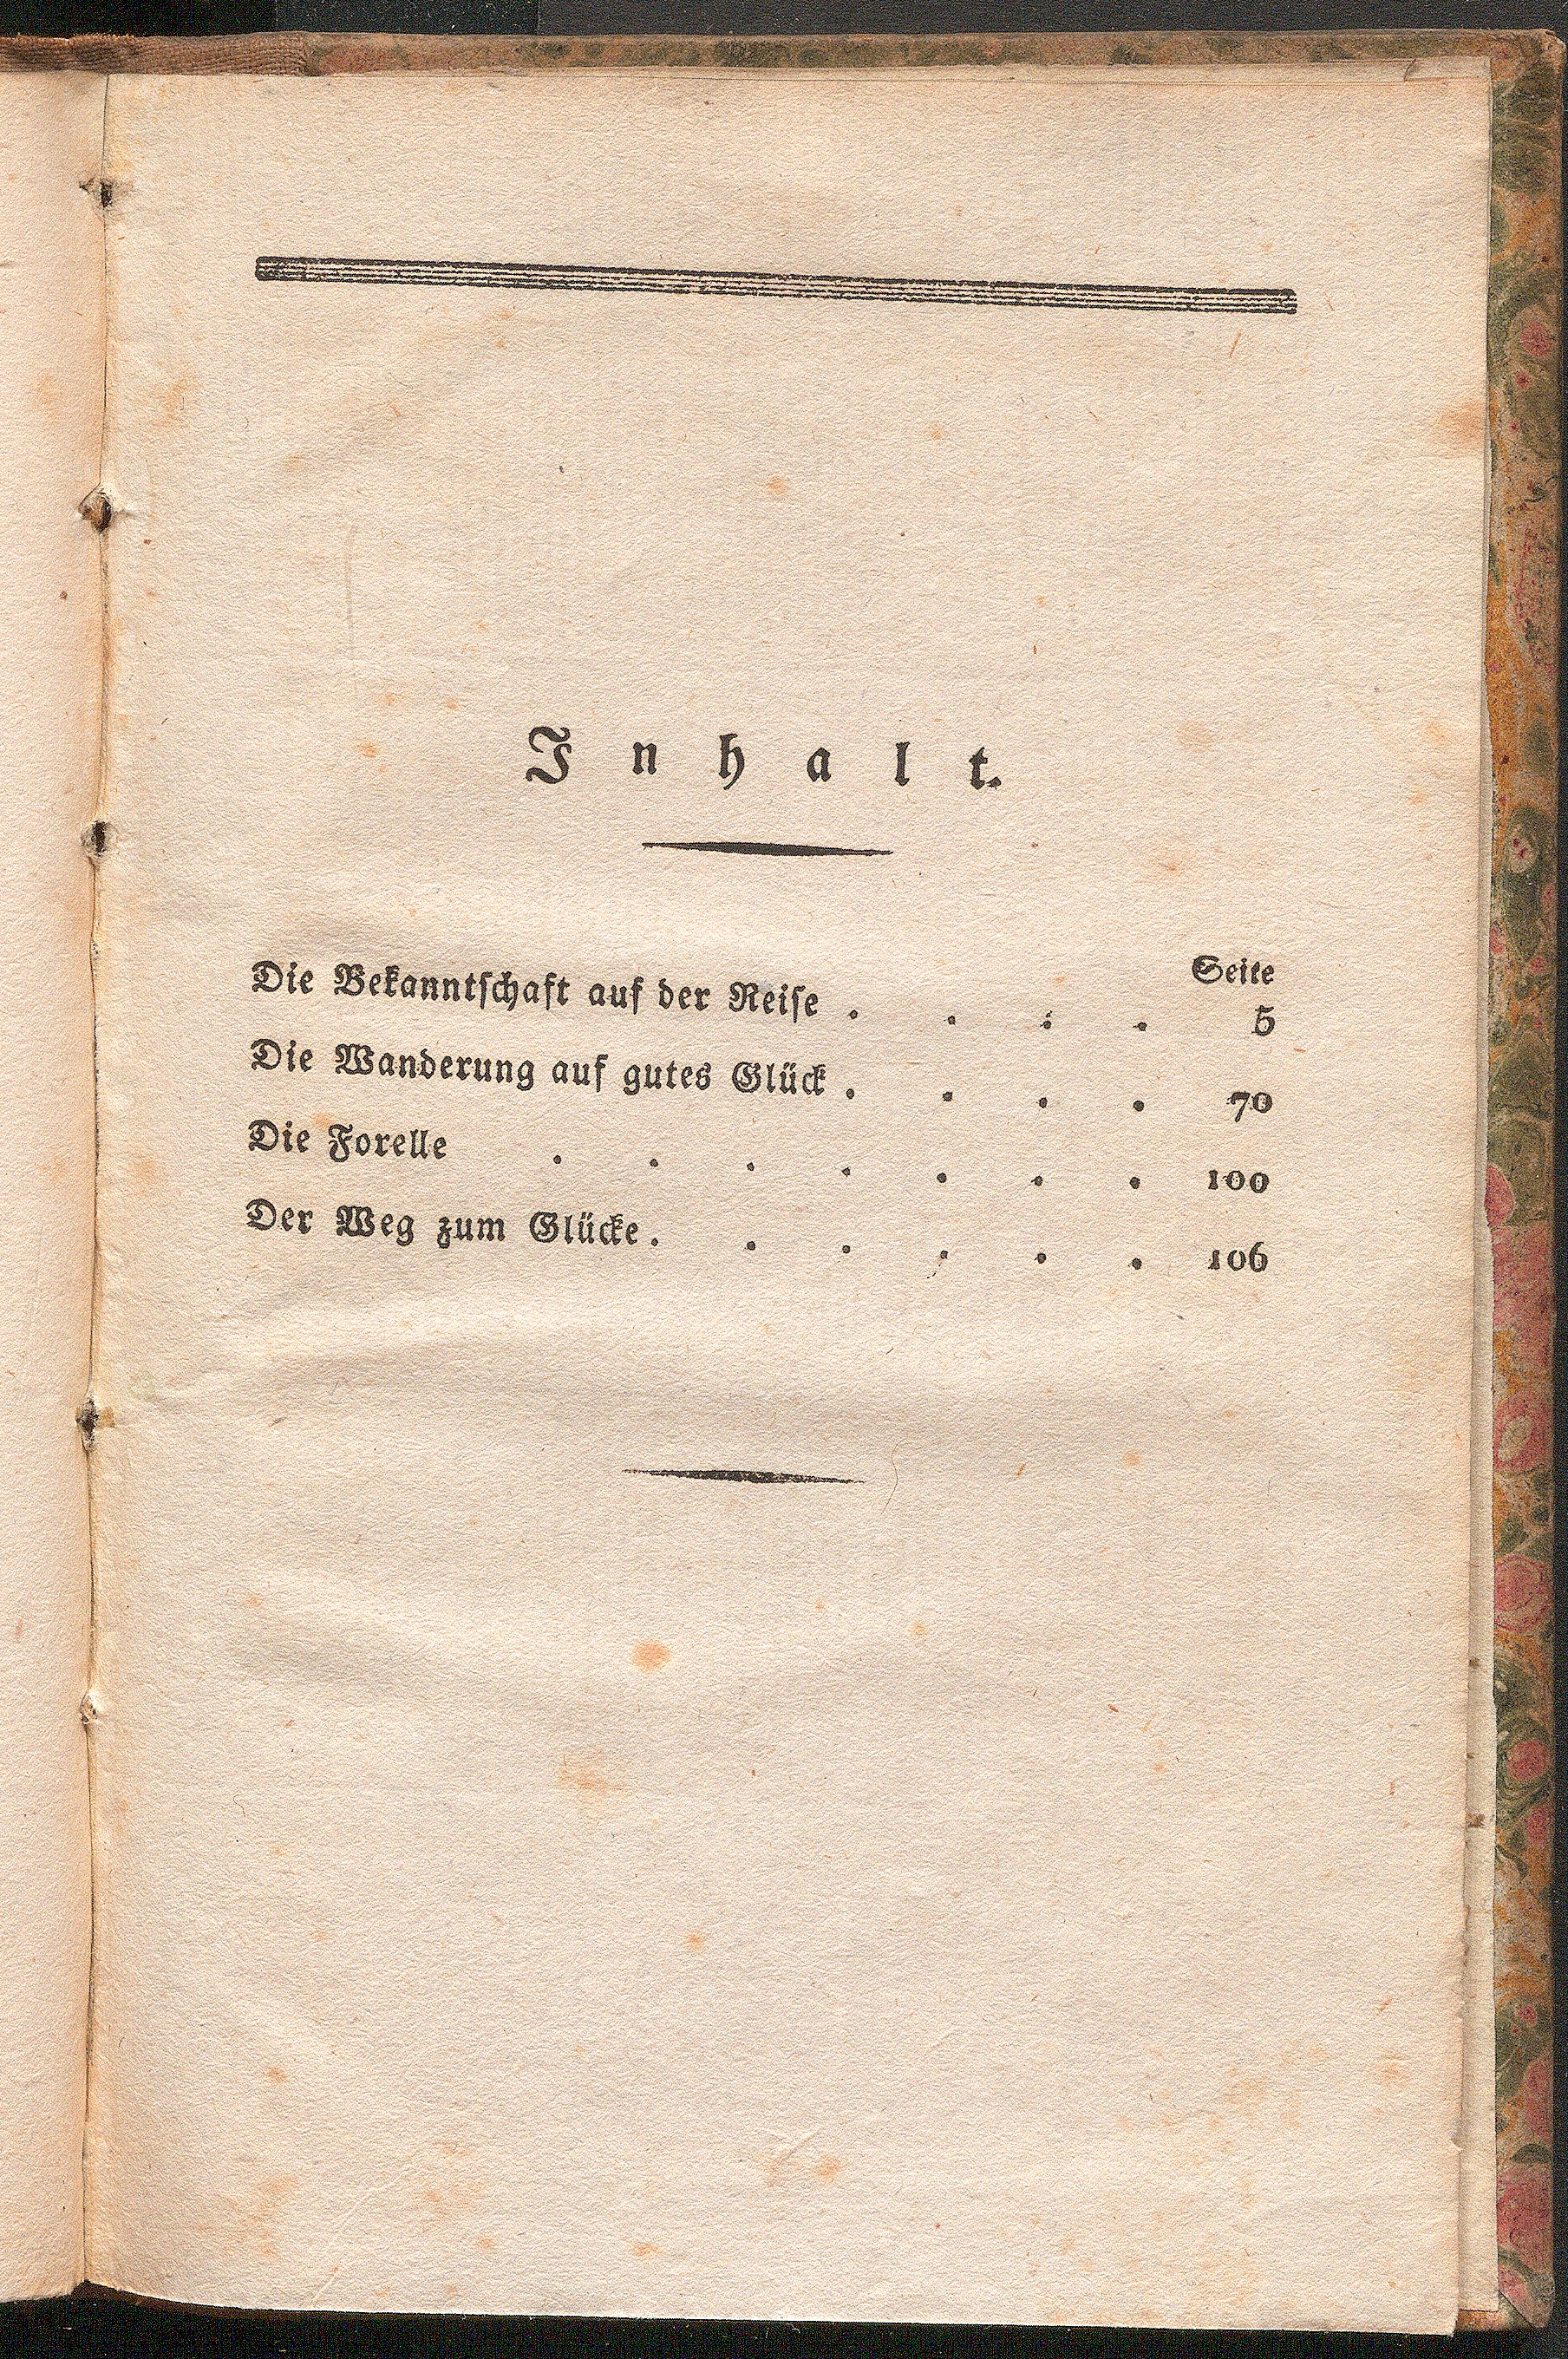 Inhalt.
Seite
Die Bekanntschaft auf der Reise . . . . 5
Die Wanderung auf gutes Glück . . . . 70
Die Forelle . . . . . . . 100
Der Weg zum Glücke. . . . . . 106